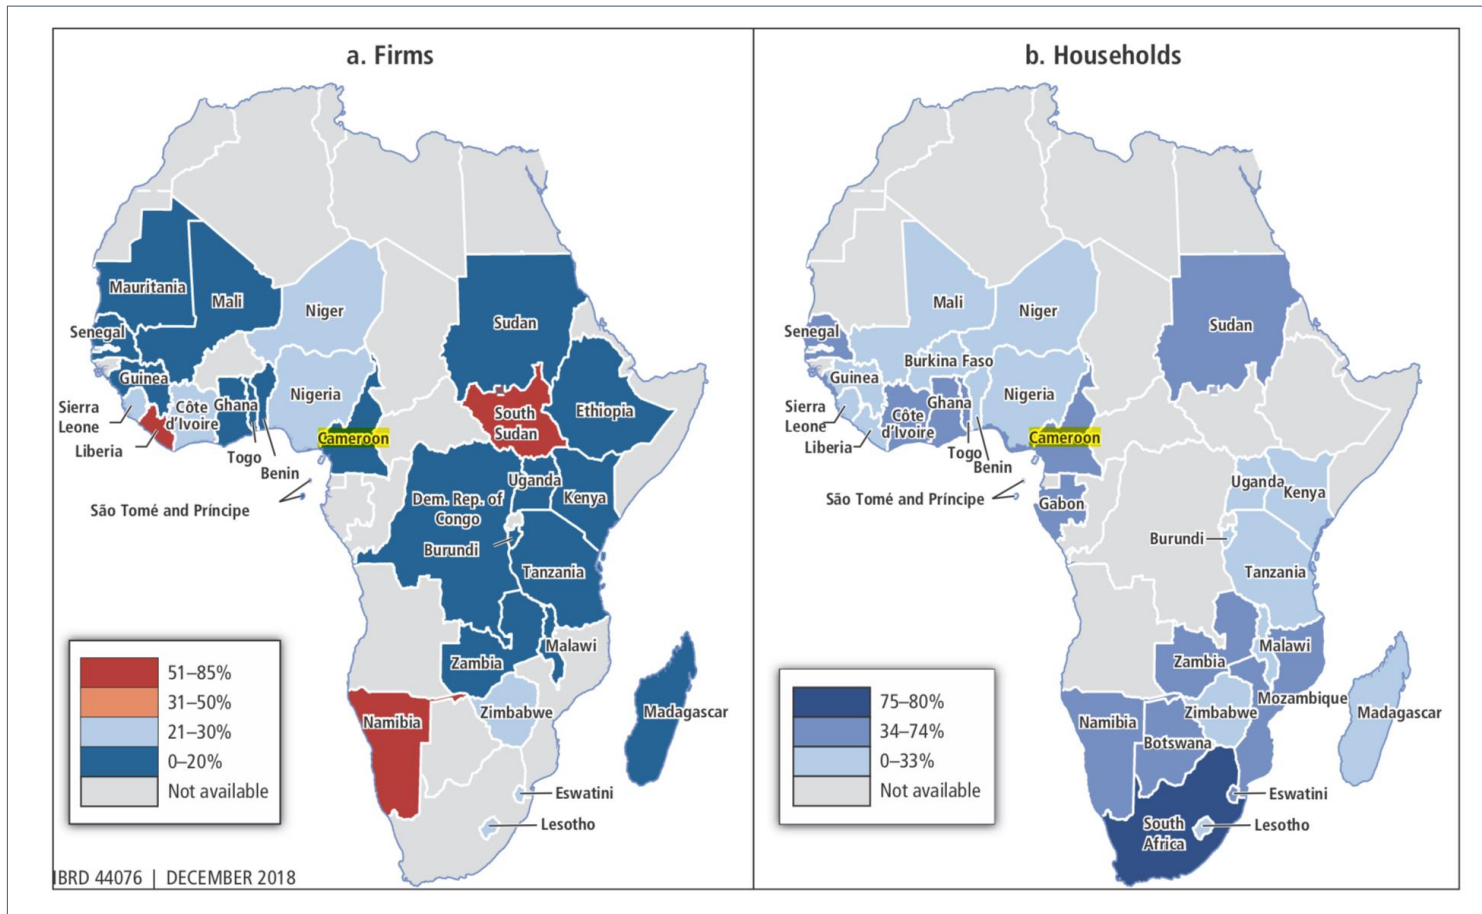 a. Firms
Mauritania
Mali
Niger
Sudan
Senegal
Guinea
Nigeria
Ethiopia
Sierra
Leone
Côte
d’Ivoire
Ghana
South
Sudan
Liberia
Cameroon
Togo
Benin
Uganda
Kenya
São Tomé and Príncipe
Dem. Rep. of
Congo
Burundi
Tanzania
Malawi
Zambia
Namibia
Zimbabwe
Madagascar
Eswatini
Lesotho
51–85%
31–50%
21–30%
0–20%
Not available
IBRD 44076 | DECEMBER 2018
b. Households
Mali
Niger
Sudan
Senegal
Burkina Faso
Guinea
Nigeria
Sierra
Leone
Côte
d’Ivoire
Ghana
Liberia
Cameroon
Togo
Benin
Uganda
Kenya
São Tomé and Príncipe
Gabon
Burundi
Tanzania
Malawi
Zambia
Mozambique
Namibia
Zimbabwe
Madagascar
Botswana
Eswatini
South
Africa
Lesotho
75–80%
34–74%
0–33%
Not available